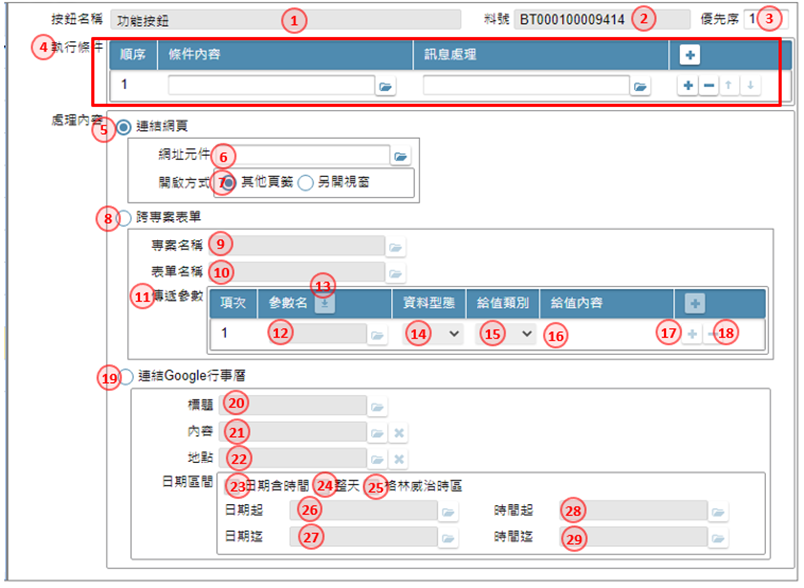 按鈕名稱 功能按鈕 1 料號 BT000100009414 2 優先序 1 3
4 執行條件 順序 條件內容 訊息處理
1
處理內容 5 連結網頁
網址元件 6
開啟方式 7 其他頁籤 另開視窗
8 跨專案表單
專案名稱 9
表單名稱 10
11 傳遞參數 項次 參數名 13 資料型態 給值類別 給值內容
1 12 14 15 16 17 18
19 連結Google行事曆
標題 20
內容 21
地點 22
日期區間 23 日期含時間 24 整天 25 格林威治時區
日期起 26 時間起 28
日期迄 27 時間迄 29